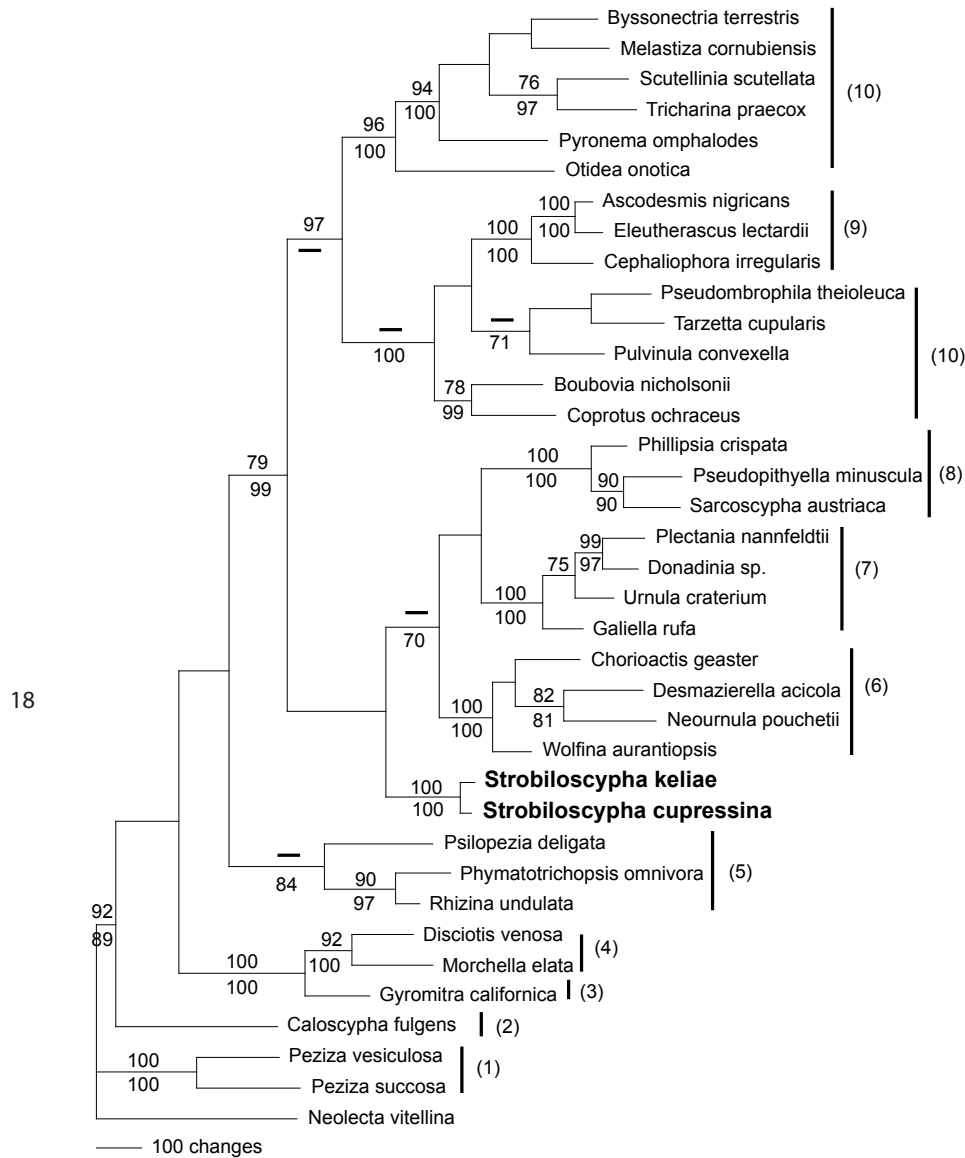 Byssonectria terrestris
Melastiza cornubiensis
94
76
Scutellinia scutellata
(10)
100
97
Tricharina praecox
96
Pyronema omphalodes
100
Otidea onotica
100
Ascodesmis nigricans
97
100
100
Eleutherascus lectardii
(9)
100
Cephaliophora irregularis
Pseudombrophila theioleuca
Tarzetta cupularis
100
71
Pulvinula convexella
(10)
78
Boubovia nicholsonii
99
Coprotus ochraceus
100
Phillipsia crispata
79
100
90
Pseudopithyella minuscula
(8)
99
90
Sarcoscypha austriaca
99
Plectania nannfeldtii
75
97
Donadinia sp.
(7)
100
Urnula craterium
100
Galiella rufa
70
Chorioactis geaster
82
Desmazierella acicola
(6)
18
100
81
Neournula pouchetii
100
Wolfina aurantiopsis
100
Strobiloscypha keliae
100
Strobiloscypha cupressina
Psilopezia deligata
84
90
Phymatotrichopsis omnivora
(5)
97
Rhizina undulata
92
89
92
Disciotis venosa
(4)
100
100
Morchella elata
100
Gyromitra californica
(3)
Caloscypha fulgens
(2)
100
Peziza vesiculosa
(1)
100
Peziza succosa
Neolecta vitellina
100 changes